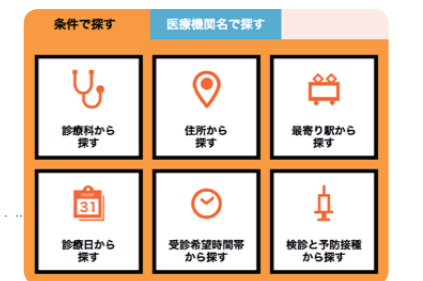 条件で探す
医療機関名で探す
診療科から
探す
住所から
探す
最寄り駅から
探す
31
診療日から
探す
受診希望時間帯
から探す
検診と予防接種
から探す